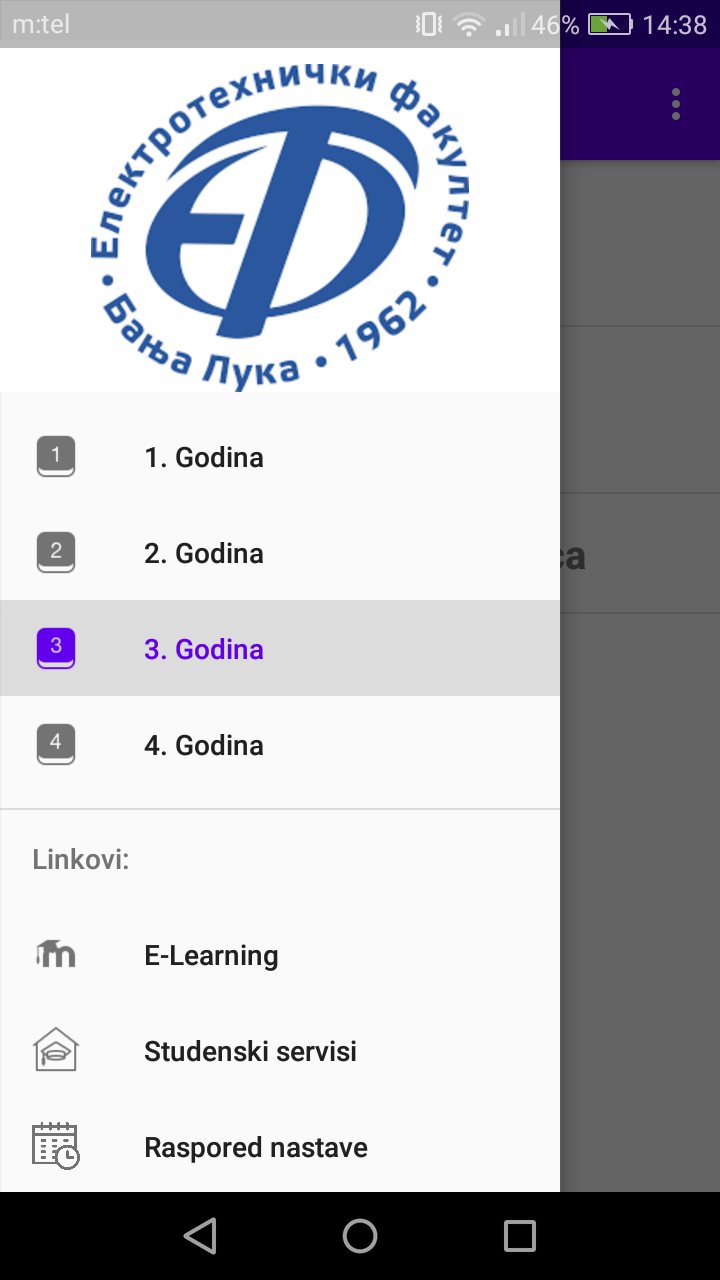 m:tel 46% 14:38
Електротехнички факултет
• Бања Лука • 1962 •
1 1. Godina
2 2. Godina
3 3. Godina
4 4. Godina
Linkovi:
m E-Learning
Studenski servisi
Raspored nastave